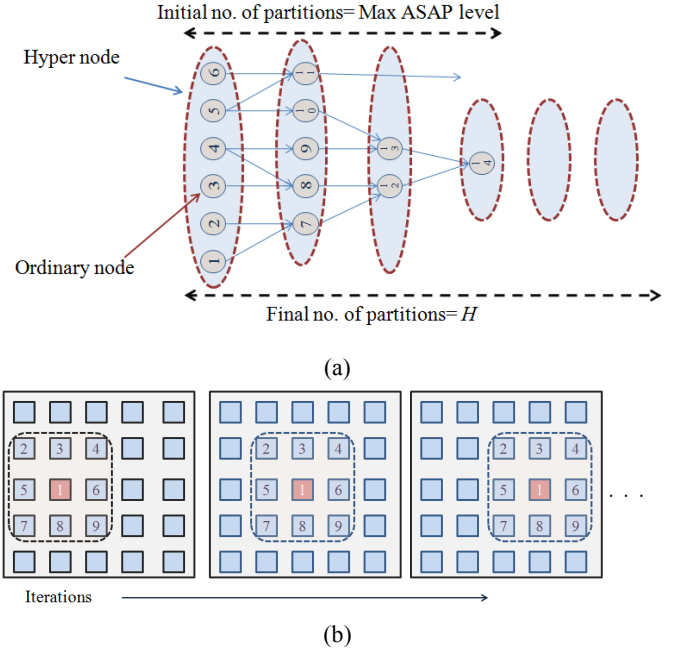 Initial no. of partitions= Max ASAP level
Hyper node
6 11
5 10
4 9 13
14
3 8 12
2 7
1
Ordinary node
Final no. of partitions= H
(a)
2 3 4 2 3 4 2 3 4
5 1 6 5 1 6 5 1 6 . . .
7 8 9 7 8 9 7 8 9
Iterations
(b)